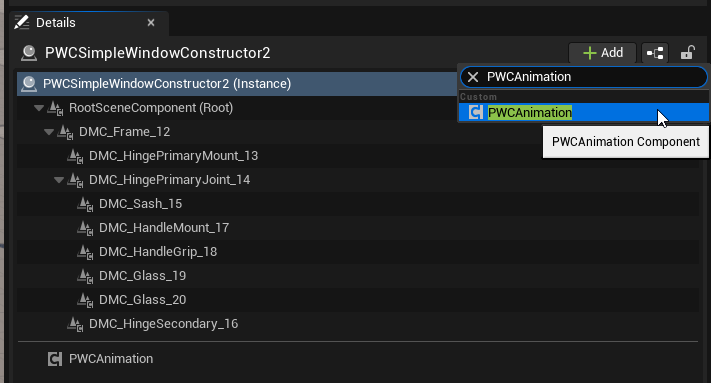 Details
PWCSimpleWindowConstructor2
Add
PWCSimpleWindowConstructor2 (Instance)
PWCAnimation
Custom
PWCAnimation
PWCAnimation Component
RootSceneComponent (Root)
DMC_Frame_12
DMC_HingePrimaryMount_13
DMC_HingePrimaryJoint_14
DMC_Sash_15
DMC_HandleMount_17
DMC_HandleGrip_18
DMC_Glass_19
DMC_Glass_20
DMC_HingeSecondary_16
PWCAnimation